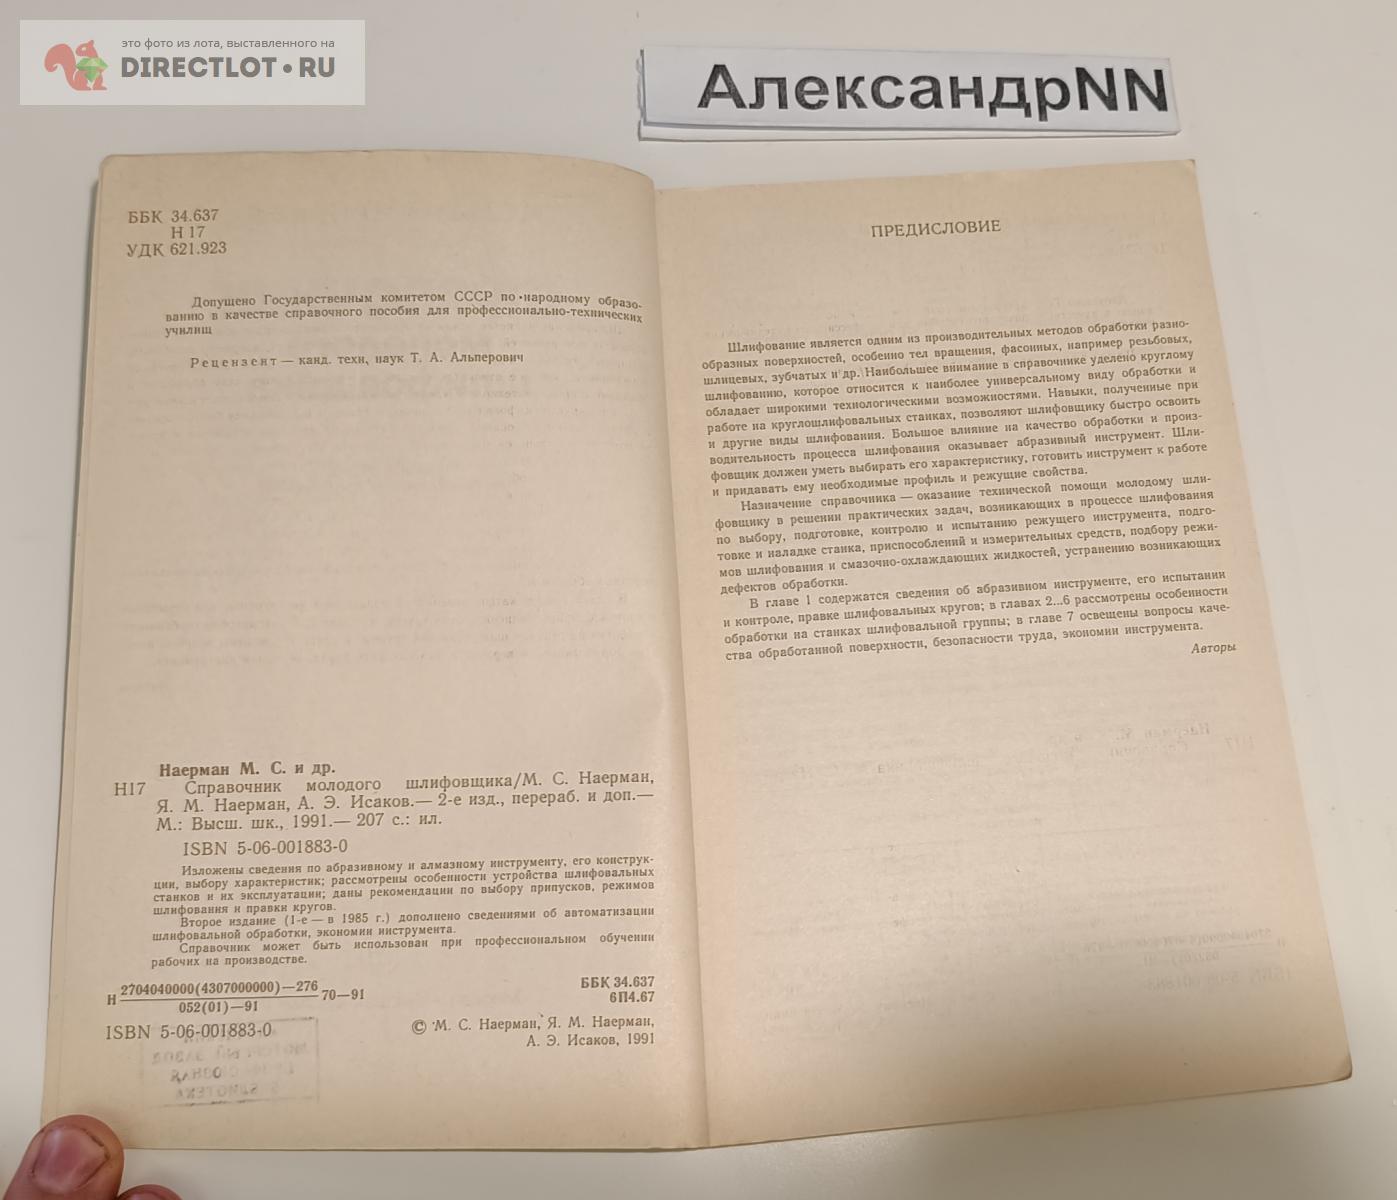 это фото из лота, выставленного на
DIRECTLOT•RU
АлександрNN
ББК 34.637
Н 17
УДК 621.923
Допущено Государственным комитетом СССР по народному образо-
ванию в качестве справочного пособия для профессионально-технических
училищ
Рецензент — канд. техн, наук Т. А. Альперович
Наерман М. С. и др.
Н17 Справочник молодого шлифовщика/М. С. Наерман,
Я. М. Наерман, А. Э. Исаков.— 2-е изд., перераб. и доп.—
М.: Высш. шк., 1991.— 207 с.: ил.
ISBN 5-06-001883-0
Изложены сведения по абразивному и алмазному инструменту, его конструк-
ции, выбору характеристик; рассмотрены особенности устройства шлифовальных
станков и их эксплуатации; даны рекомендации по выбору припусков, режимов
шлифования и правки кругов.
Второе издание (1-е — в 1985 г.) дополнено сведениями об автоматизации
шлифовальной обработки, экономии инструмента.
Справочник может быть использован при профессиональном обучении
рабочих на производстве.
Н 2704040000(4307000000)—276
052(01)—91
70—91
ББК 34.637
6П4.67
ISBN 5-06-001883-0
© М. С. Наерман, Я. М. Наерман,
А. Э. Исаков, 1991
ПРЕДИСЛОВИЕ
Шлифование является одним из производительных методов обработки разно-
образных поверхностей, особенно тел вращения, фасонных, например резьбовых,
шлицевых, зубчатых и др. Наибольшее внимание в справочнике уделено круглому
шлифованию, которое относится к наиболее универсальному виду обработки и
обладает широкими технологическими возможностями. Навыки, полученные при
работе на круглошлифовальных станках, позволяют шлифовщику быстро освоить
и другие виды шлифования. Большое влияние на качество обработки и произ-
водительность процесса шлифования оказывает абразивный инструмент. Шли-
фовщик должен уметь выбирать его характеристику, готовить инструмент к работе
и придавать ему необходимые профиль и режущие свойства.
Назначение справочника — оказание технической помощи молодому шли-
фовщику в решении практических задач, возникающих в процессе шлифования
по выбору, подготовке, контролю и испытанию режущего инструмента, подго-
товке и наладке станка, приспособлений и измерительных средств, подбору режи-
мов шлифования и смазочно-охлаждающих жидкостей, устранению возникающих
дефектов обработки.
В главе 1 содержатся сведения об абразивном инструменте, его испытании
и контроле, правке шлифовальных кругов; в главах 2...6 рассмотрены особенности
обработки на станках шлифовальной группы; в главе 7 освещены вопросы каче-
ства обработанной поверхности, безопасности труда, экономии инструмента.
Авторы